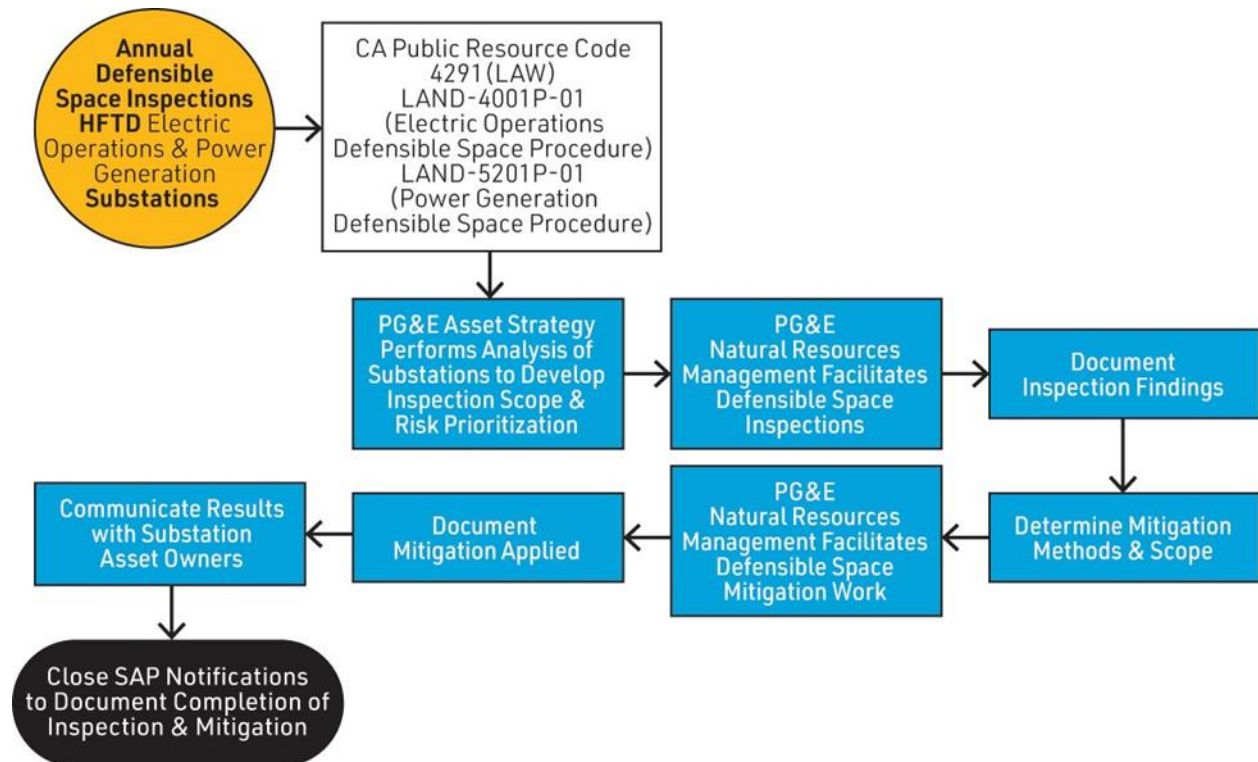 Annual
Defensible
Space Inspections
HFTD Electric
Operations & Power
Generation
Substations
CA Public Resource Code
4291(LAW)
LAND-4001P-01
(Electric Operations
Defensible Space Procedure)
LAND-5201P-01
(Power Generation
Defensible Space Procedure)
PG&E Asset Strategy
Performs Analysis of
Substations to Develop
Inspection Scope &
Risk Prioritization
PG&E
Natural Resources
Management Facilitates
Defensible Space
Inspections
Document
Inspection Findings
Determine Mitigation
Methods & Scope
PG&E
Natural Resources
Management Facilitates
Defensible Space
Mitigation Work
Document
Mitigation Applied
Communicate Results
with Substation
Asset Owners
Close SAP Notifications
to Document Completion of
Inspection & Mitigation